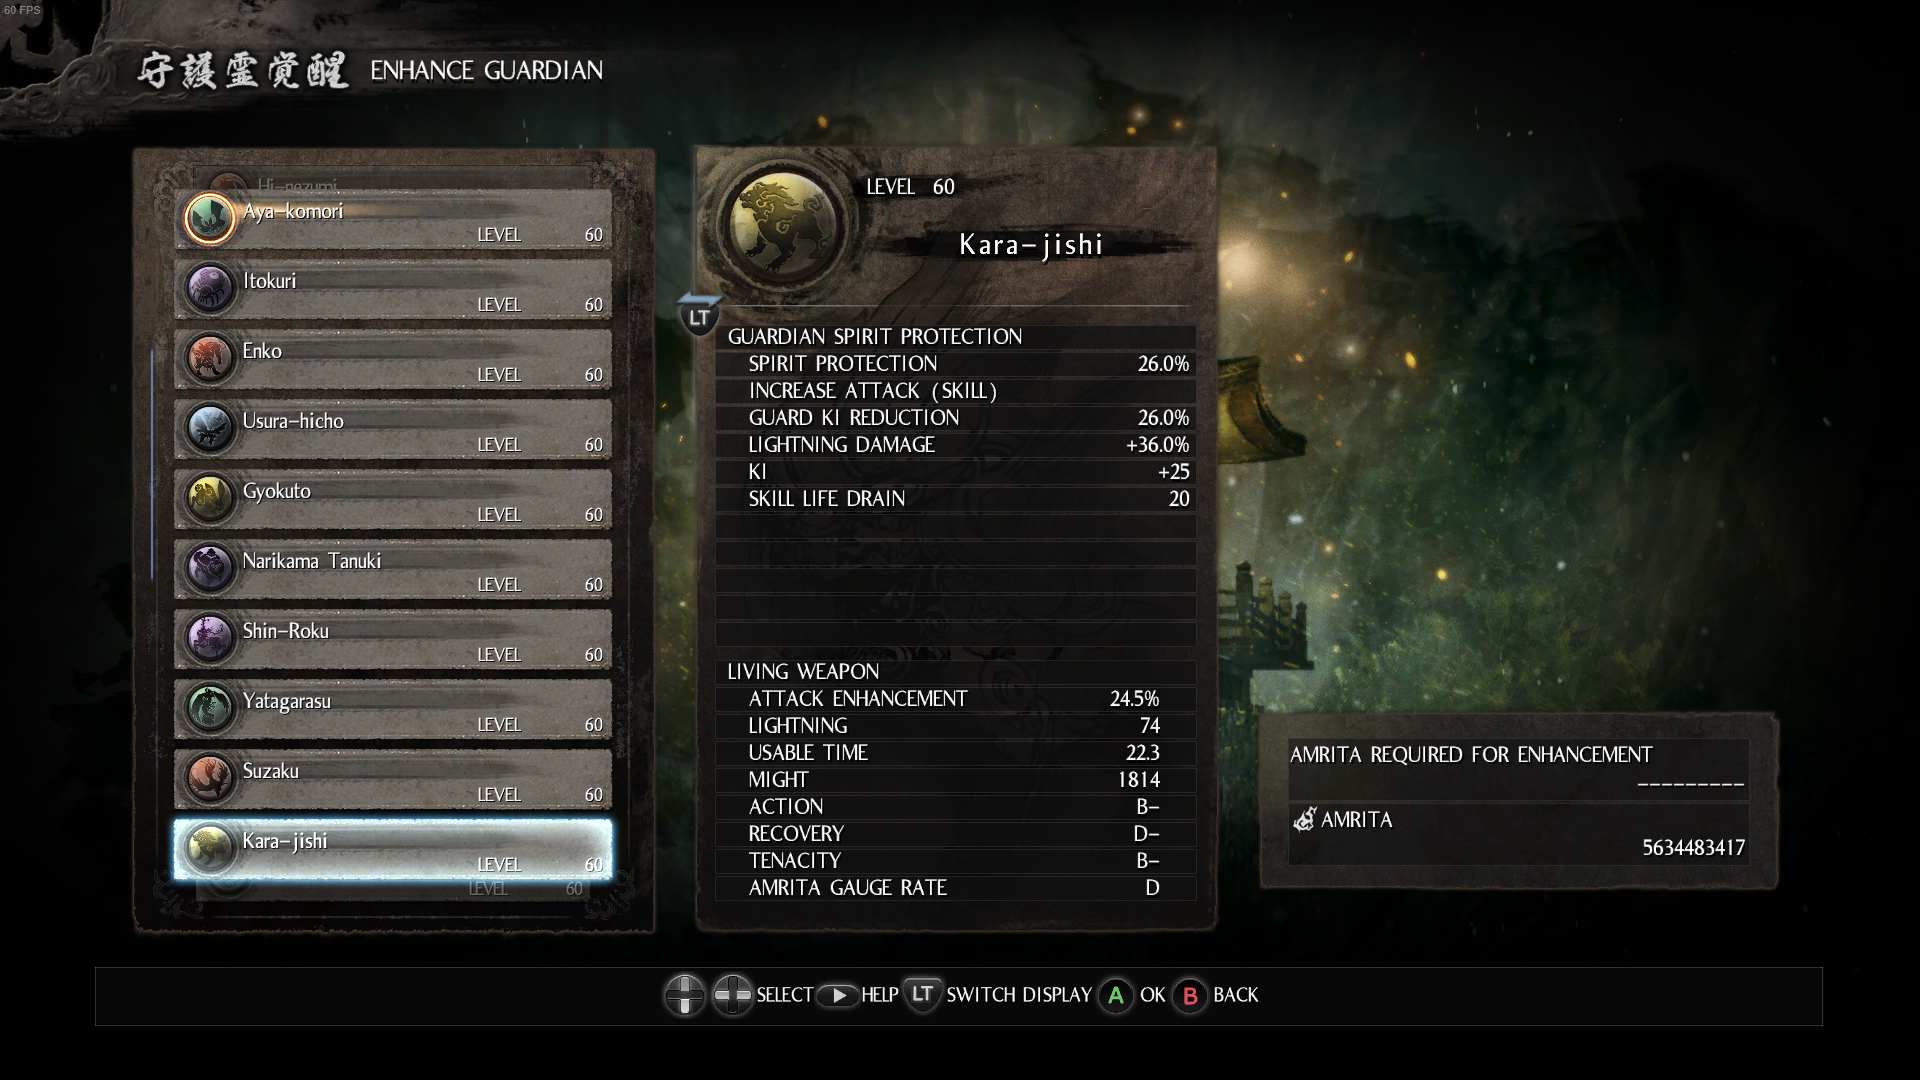 60 FPS
守護霊覚醒 ENHANCE GUARDIAN
Hi-nezumi
Aya-komori
LEVEL 60
Itokuri
LEVEL 60
Enko
LEVEL 60
Usura-hicho
LEVEL 60
Gyokuto
LEVEL 60
Narikama Tanuki
LEVEL 60
Shin-Roku
LEVEL 60
Yatagarasu
LEVEL 60
Suzaku
LEVEL 60
Kara-jishi
LEVEL 60
LEVEL 60
LEVEL 60
Kara-jishi
LT
GUARDIAN SPIRIT PROTECTION
SPIRIT PROTECTION 26.0%
INCREASE ATTACK (SKILL)
GUARD KI REDUCTION 26.0%
LIGHTNING DAMAGE +36.0%
KI +25
SKILL LIFE DRAIN 20
LIVING WEAPON
ATTACK ENHANCEMENT 24.5%
LIGHTNING 74
USABLE TIME 22.3
MIGHT 1814
ACTION B-
RECOVERY D-
TENACITY B-
AMRITA GAUGE RATE D
AMRITA REQUIRED FOR ENHANCEMENT
---------
AMRITA
5634483417
SELECT HELP LT SWITCH DISPLAY A OK B BACK